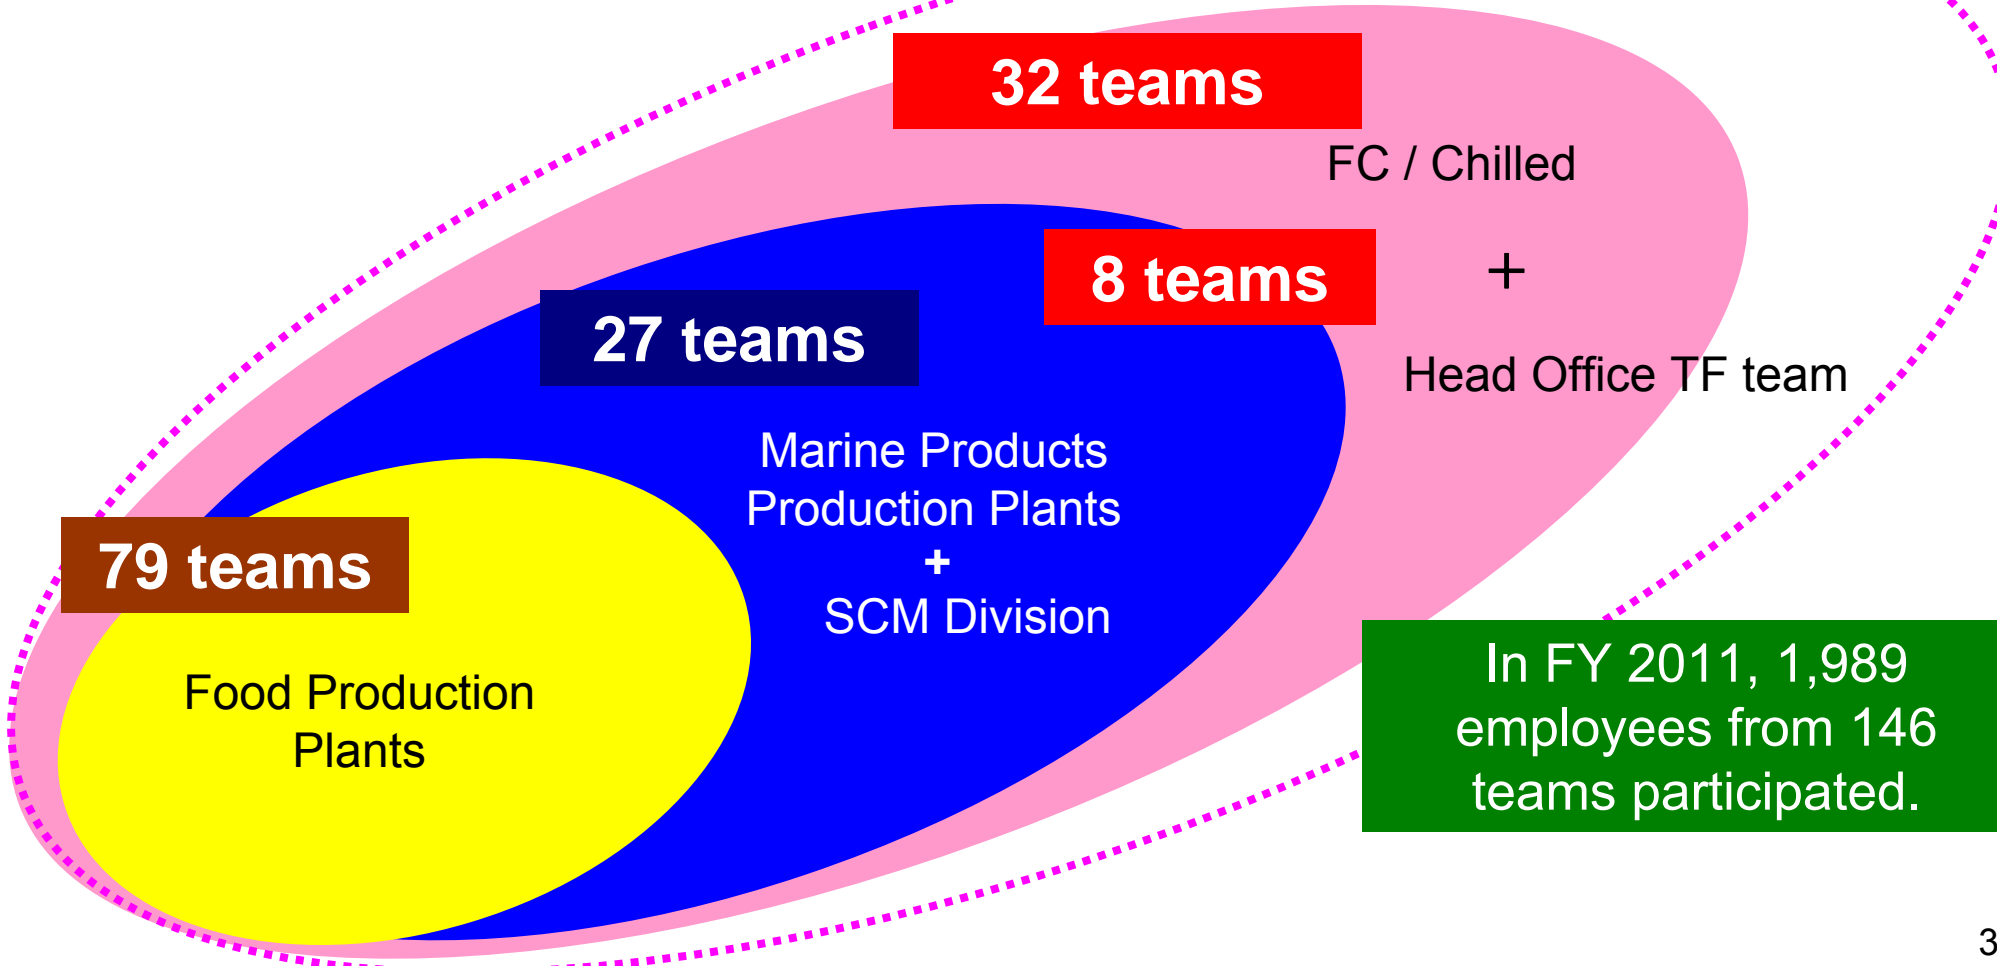 32 teams
FC / Chilled
+
8 teams
Head Office TF team
27 teams
Marine Products
Production Plants
+
SCM Division
79 teams
Food Production
Plants
In FY 2011, 1,989
employees from 146
teams participated.
3